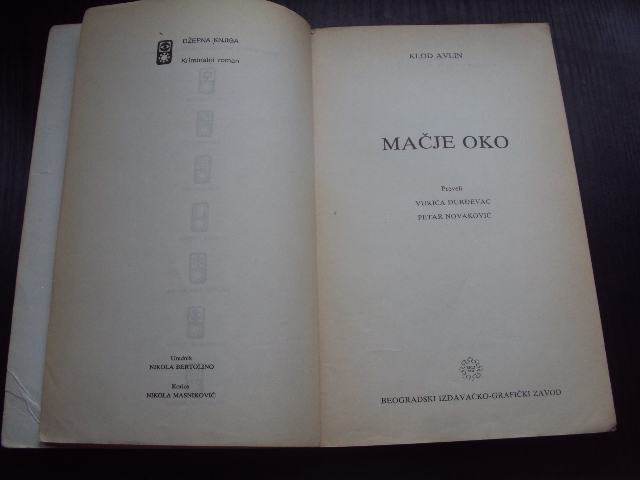 DŽEPNA KNJIGA
Kriminalni roman
Urednik
NIKOLA BERTOLINO
Korice
NIKOLA MASNIKOVIĆ
KLOD AVLIN
MAČJE OKO
Preveli
VUKICA ĐURĐEVAC
PETAR NOVAKOVIĆ
BEOGRADSKI IZDAVAČKO-GRAFIČKI ZAVOD